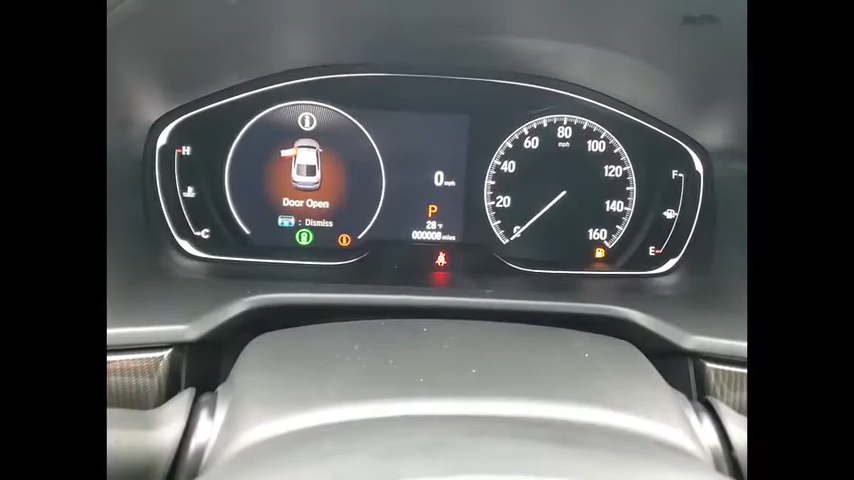 H
C
Door Open
: Dismiss
0 mph
P
28 °F
000008 miles
0
20
40
60
80
100
120
140
160
mph
F
E